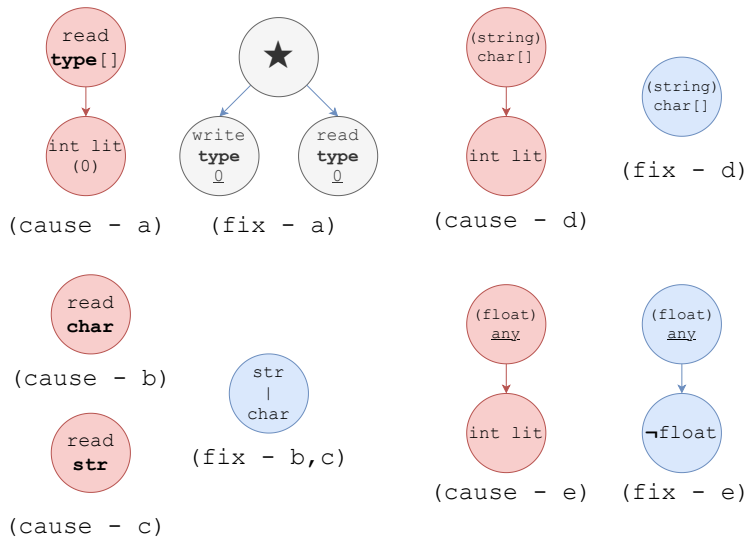 read
type[]
int lit
(0)
(cause - a)
★
write
type
0
read
type
0
(fix - a)
(string)
char[]
int lit
(cause - d)
(string)
char[]
(fix - d)
read
char
(cause - b)
read
str
(cause - c)
str
|
char
(fix - b,c)
(float)
any
int lit
(cause - e)
(float)
any
¬float
(fix - e)